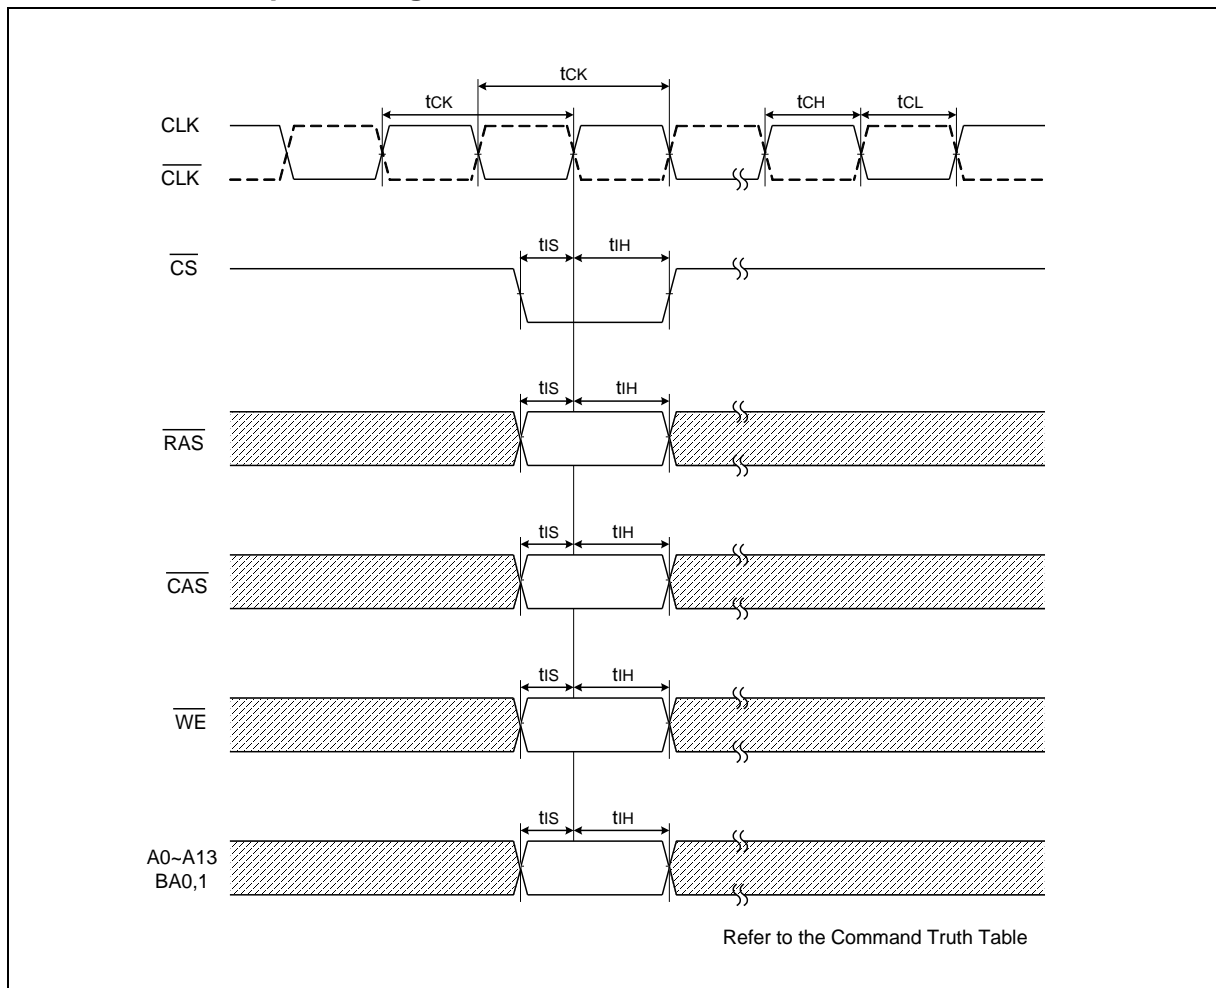 tCK
tCK
tCH
tCL
CLK
CLK
tIS
tIH
CS
tIS
tIH
RAS
tIS
tIH
CAS
tIS
tIH
WE
tIS
tIH
A0~A13
BA0,1
Refer to the Command Truth Table